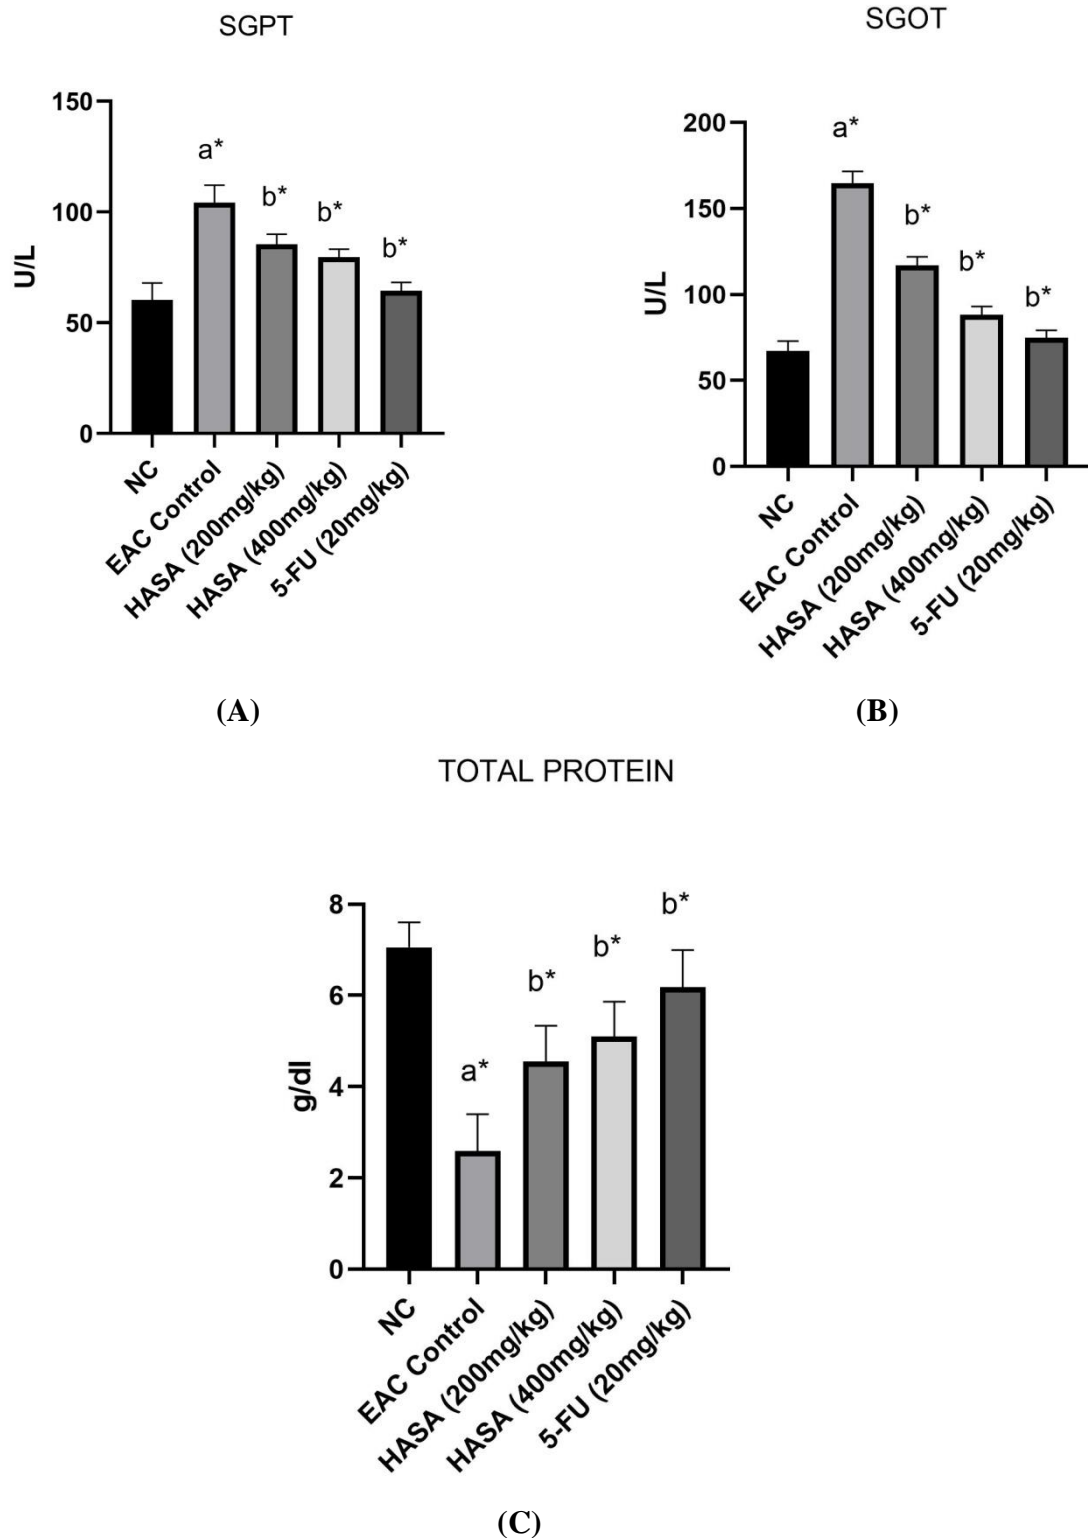 SGPT
150
100
50
0
U/L
a*
b*
b*
b*
NC
EAC Control
HASA (200mg/kg)
HASA (400mg/kg)
5-FU (20mg/kg)
(A)
SGOT
200
150
100
50
0
U/L
a*
b*
b*
b*
NC
EAC Control
HASA (200mg/kg)
HASA (400mg/kg)
5-FU (20mg/kg)
(B)
TOTAL PROTEIN
8
6
4
2
0
g/dl
a*
b*
b*
b*
NC
EAC Control
HASA (200mg/kg)
HASA (400mg/kg)
5-FU (20mg/kg)
(C)